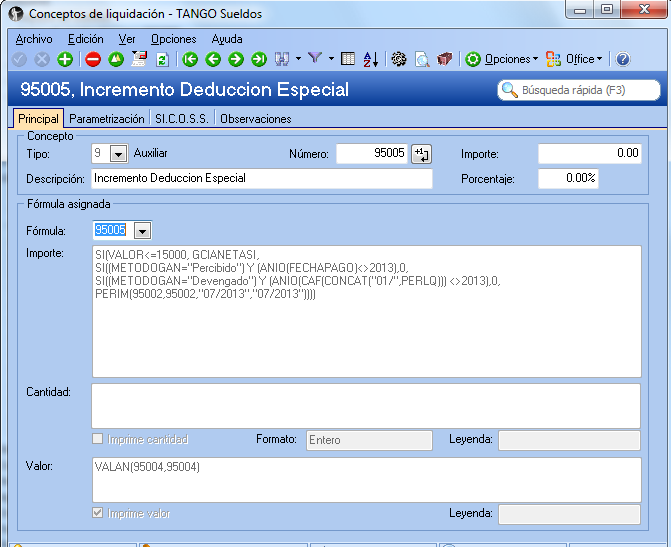 Conceptos de liquidación - TANGO Sueldos
Archivo Edición Ver Opciones Ayuda
Opciones Office
95005, Incremento Deduccion Especial
Búsqueda rápida (F3)
Principal Parametrización SI.C.O.S.S. Observaciones
Concepto
Tipo: 9 Auxiliar Número: 95005 +1 Importe: 0.00
Descripción: Incremento Deduccion Especial Porcentaje: 0.00%
Fórmula asignada
Fórmula: 95005
Importe: SI(VALOR<=15000, GCIANETASI,
SI((METODOGAN="Percibido") Y (ANIO(FECHAPAGO)<>2013),0,
SI((METODOGAN="Devengado") Y (ANIO(CAF(CONCAT("01/",PERLQ))) <>2013),0,
PERIM(95002,95002,"07/2013","07/2013"))))
Cantidad:
Imprime cantidad Formato: Entero Leyenda:
Valor: VALAN(95004,95004)
Imprime valor Leyenda: